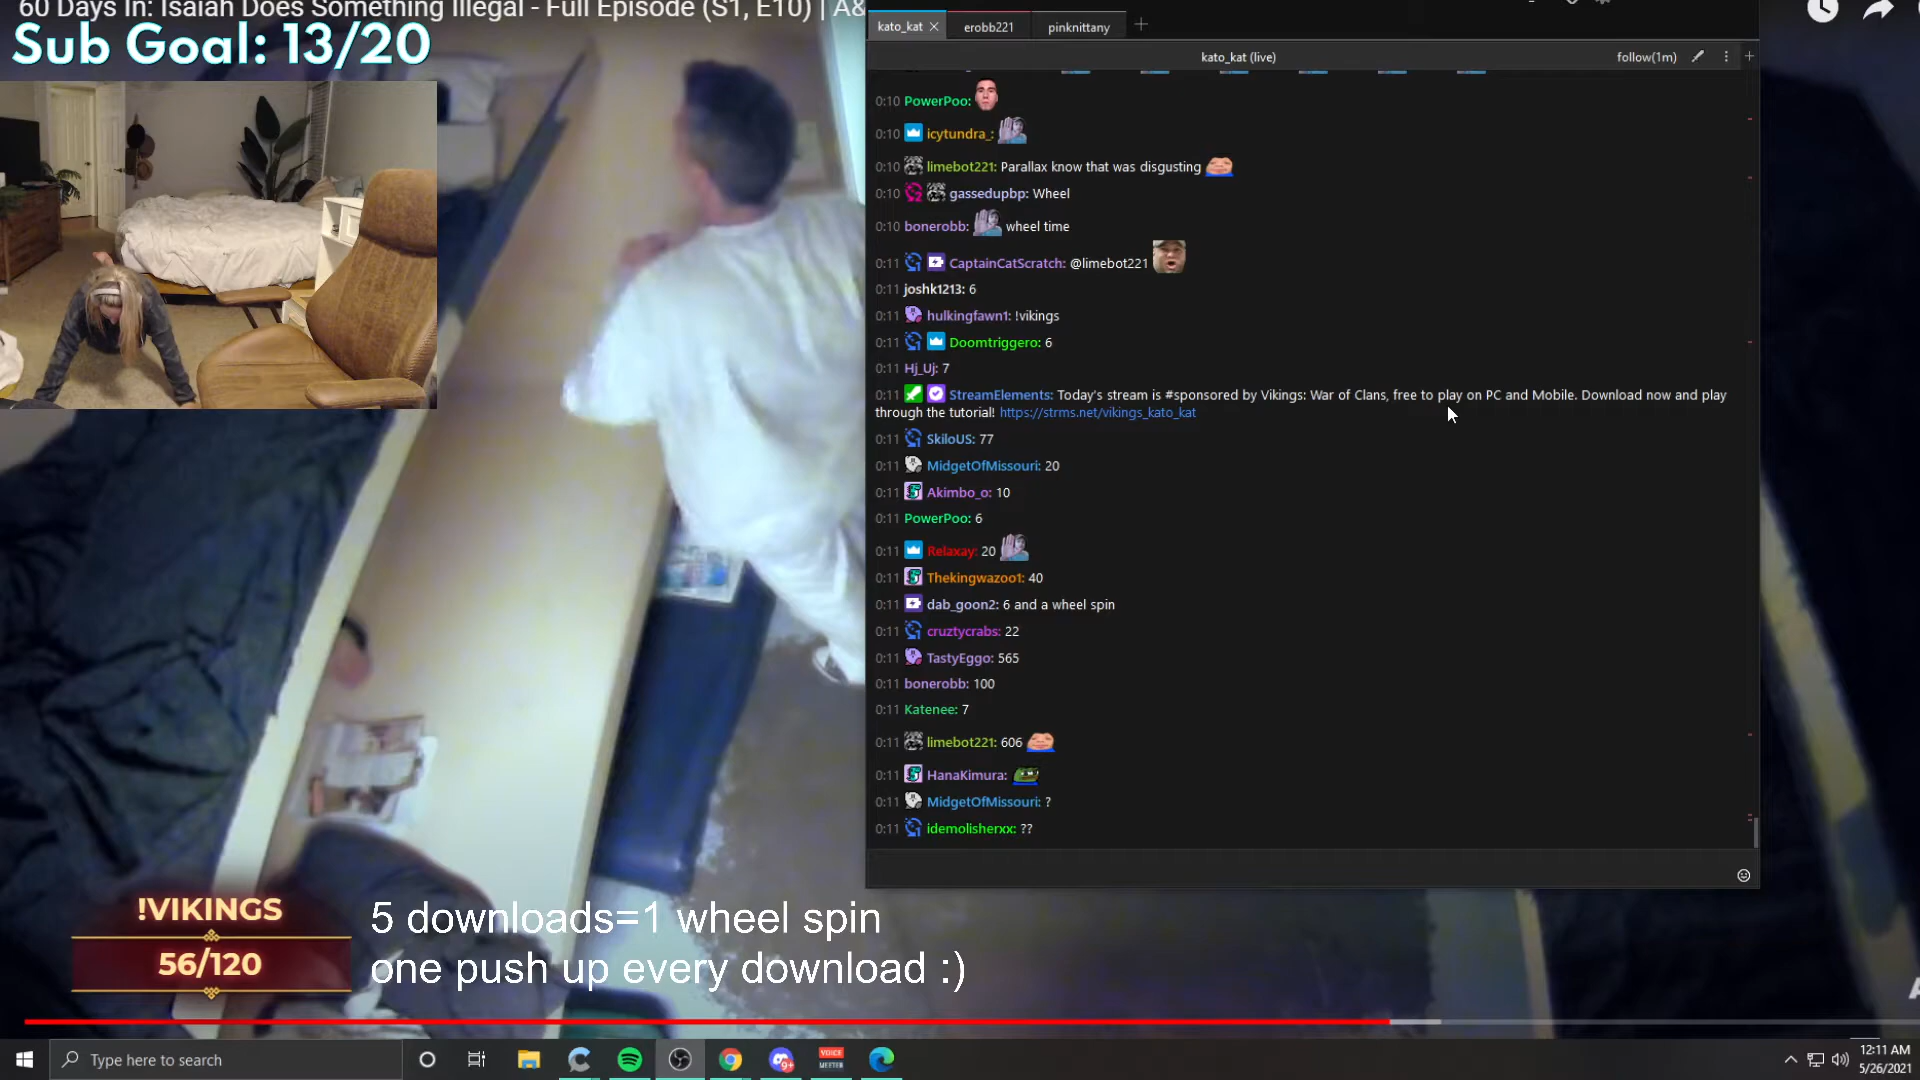 60 Days In: Isaiah Does Something Illegal - Full Episode (S1, E10) | A&
Sub Goal: 13/20
kato_kat
erobb221
pinknittany
kato_kat (live)
follow(1m)
0:10 PowerPoo:
0:10 icytundra_:
0:10 limebot221: Parallax know that was disgusting
0:10 gassedupbp: Wheel
0:10 bonerobb: wheel time
0:11 CaptainCatScratch: @limebot221
0:11 joshk1213: 6
0:11 hulkingfawn1: !vikings
0:11 Doomtriggero: 6
0:11 Hj_Uj: 7
0:11 StreamElements: Today's stream is #sponsored by Vikings: War of Clans, free to play on PC and Mobile. Download now and play
through the tutorial! https://strms.net/vikings_kato_kat
0:11 SkiloUS: 77
0:11 MidgetOfMissouri: 20
0:11 Akimbo_o: 10
0:11 PowerPoo: 6
0:11 Relaxay: 20
0:11 Thekingwazoo1: 40
0:11 dab_goon2: 6 and a wheel spin
0:11 cruztycrabs: 22
0:11 TastyEggo: 565
0:11 bonerobb: 100
0:11 Katenee: 7
0:11 limebot221: 606
0:11 HanaKimura:
0:11 MidgetOfMissouri: ?
0:11 idemolisherxx: ??
!VIKINGS
56/120
5 downloads=1 wheel spin
one push up every download :)
Type here to search
9+
VOICE
MEETER
12:11 AM
5/26/2021